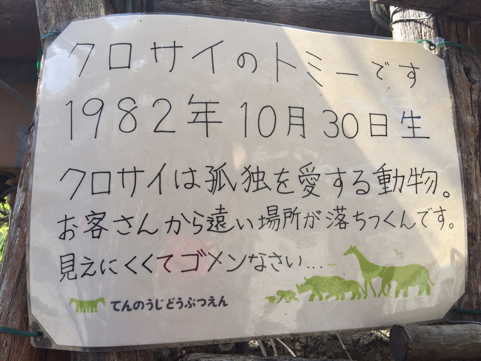 クロサイのトミーです
1982年10月30日生
クロサイは孤独を愛する動物。
お客さんから遠い場所が落ちつくんです。
見えにくくてゴメンなさい…
てんのうじどうぶつえん